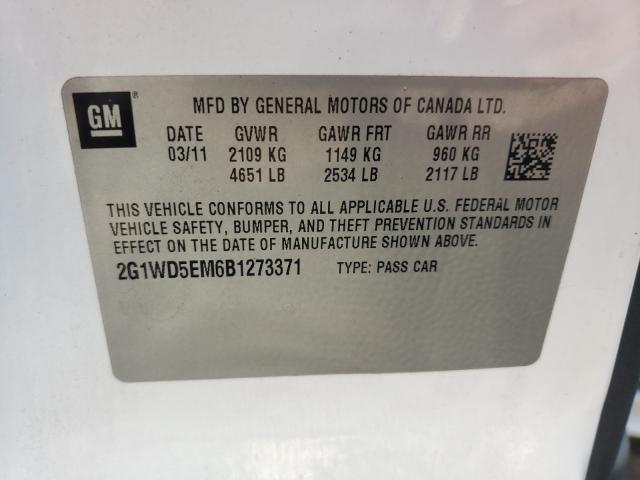 GM ® MFD BY GENERAL MOTORS OF CANADA LTD.
DATE GVWR GAWR FRT GAWR RR
03/11 2109 KG 1149 KG 960 KG
4651 LB 2534 LB 2117 LB
THIS VEHICLE CONFORMS TO ALL APPLICABLE U.S. FEDERAL MOTOR
VEHICLE SAFETY, BUMPER, AND THEFT PREVENTION STANDARDS IN
EFFECT ON THE DATE OF MANUFACTURE SHOWN ABOVE.
2G1WD5EM6B1273371 TYPE: PASS CAR